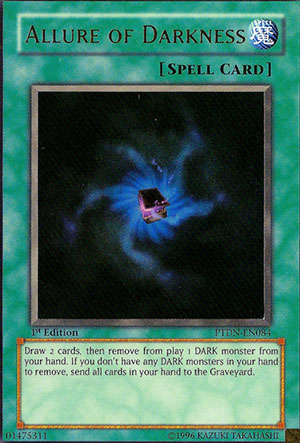 ALLURE OF DARKNESS 魔
[SPELL CARD]
1st Edition PTDN-EN084
Draw 2 cards, then remove from play 1 DARK monster from
your hand. If you don't have any DARK monsters in your hand
to remove, send all cards in your hand to the Graveyard.
01475311 ©1996 KAZUKI TAKAHASHI